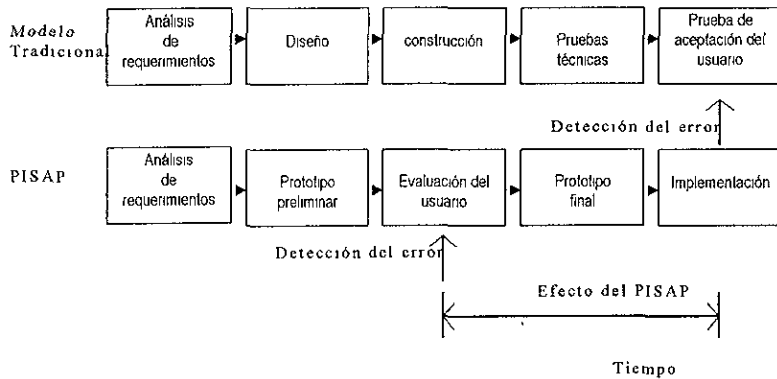 Modelo
Tradicional
Análisis
de
requerimientos
Diseño
construcción
Pruebas
técnicas
Prueba de
aceptación del
usuario
Detección del error
PISAP
Análisis
de
requerimientos
Prototipo
preliminar
Evaluación del
usuario
Prototipo
final
Implementación
Detección del error
Efecto del PISAP
Tiempo